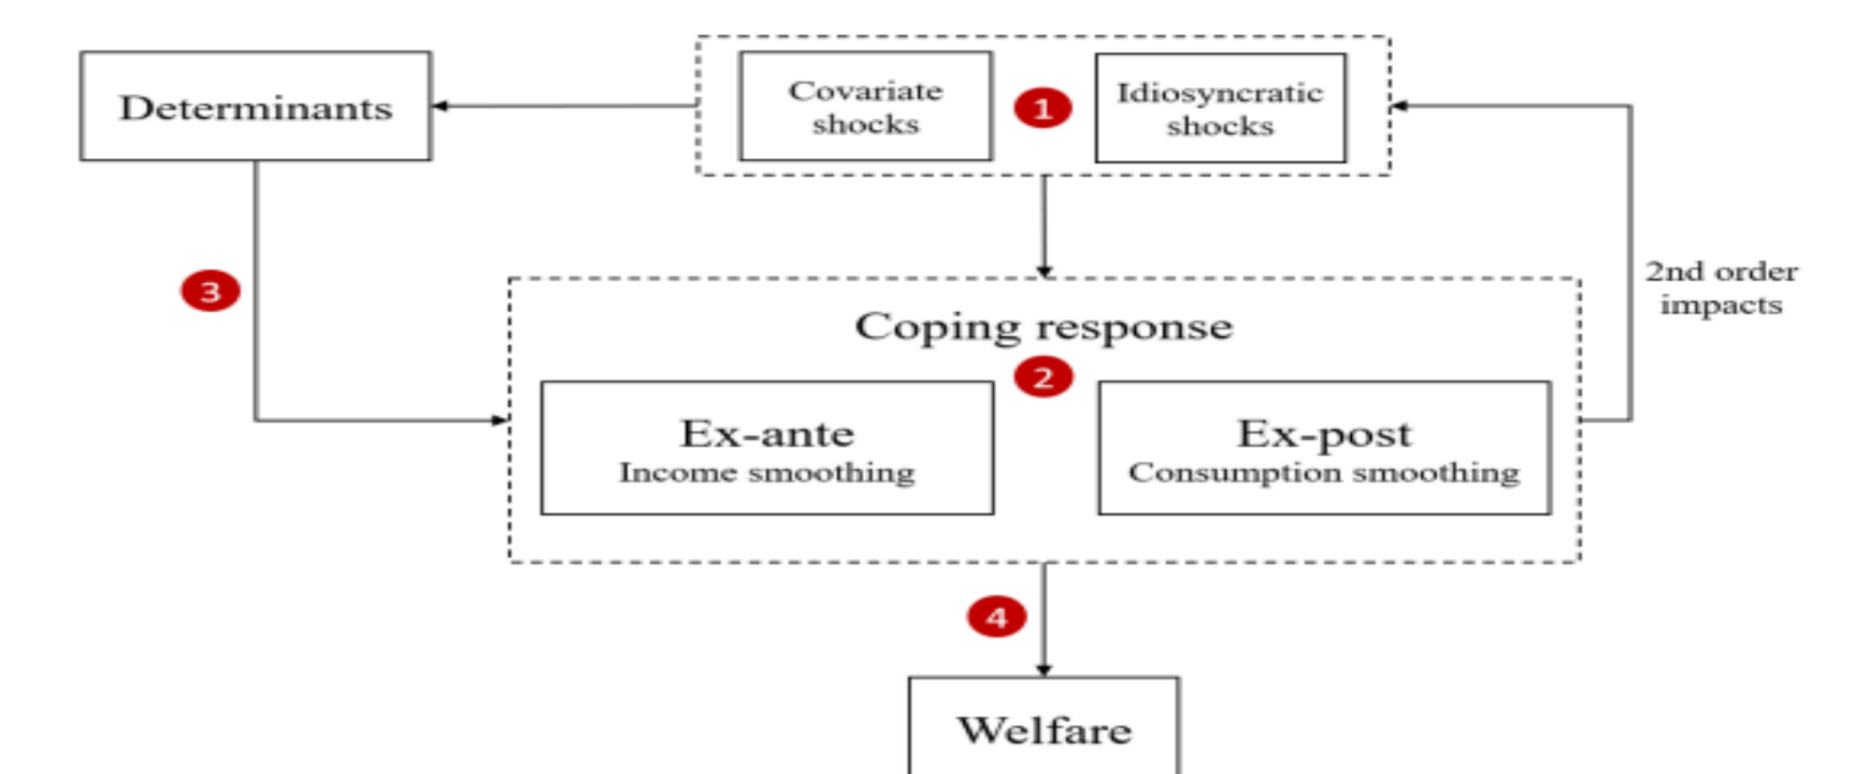 Determinants
Covariate
shocks
1
Idiosyncratic
shocks
3
2nd order
impacts
Coping response
2
Ex-ante
Income smoothing
Ex-post
Consumption smoothing
4
Welfare